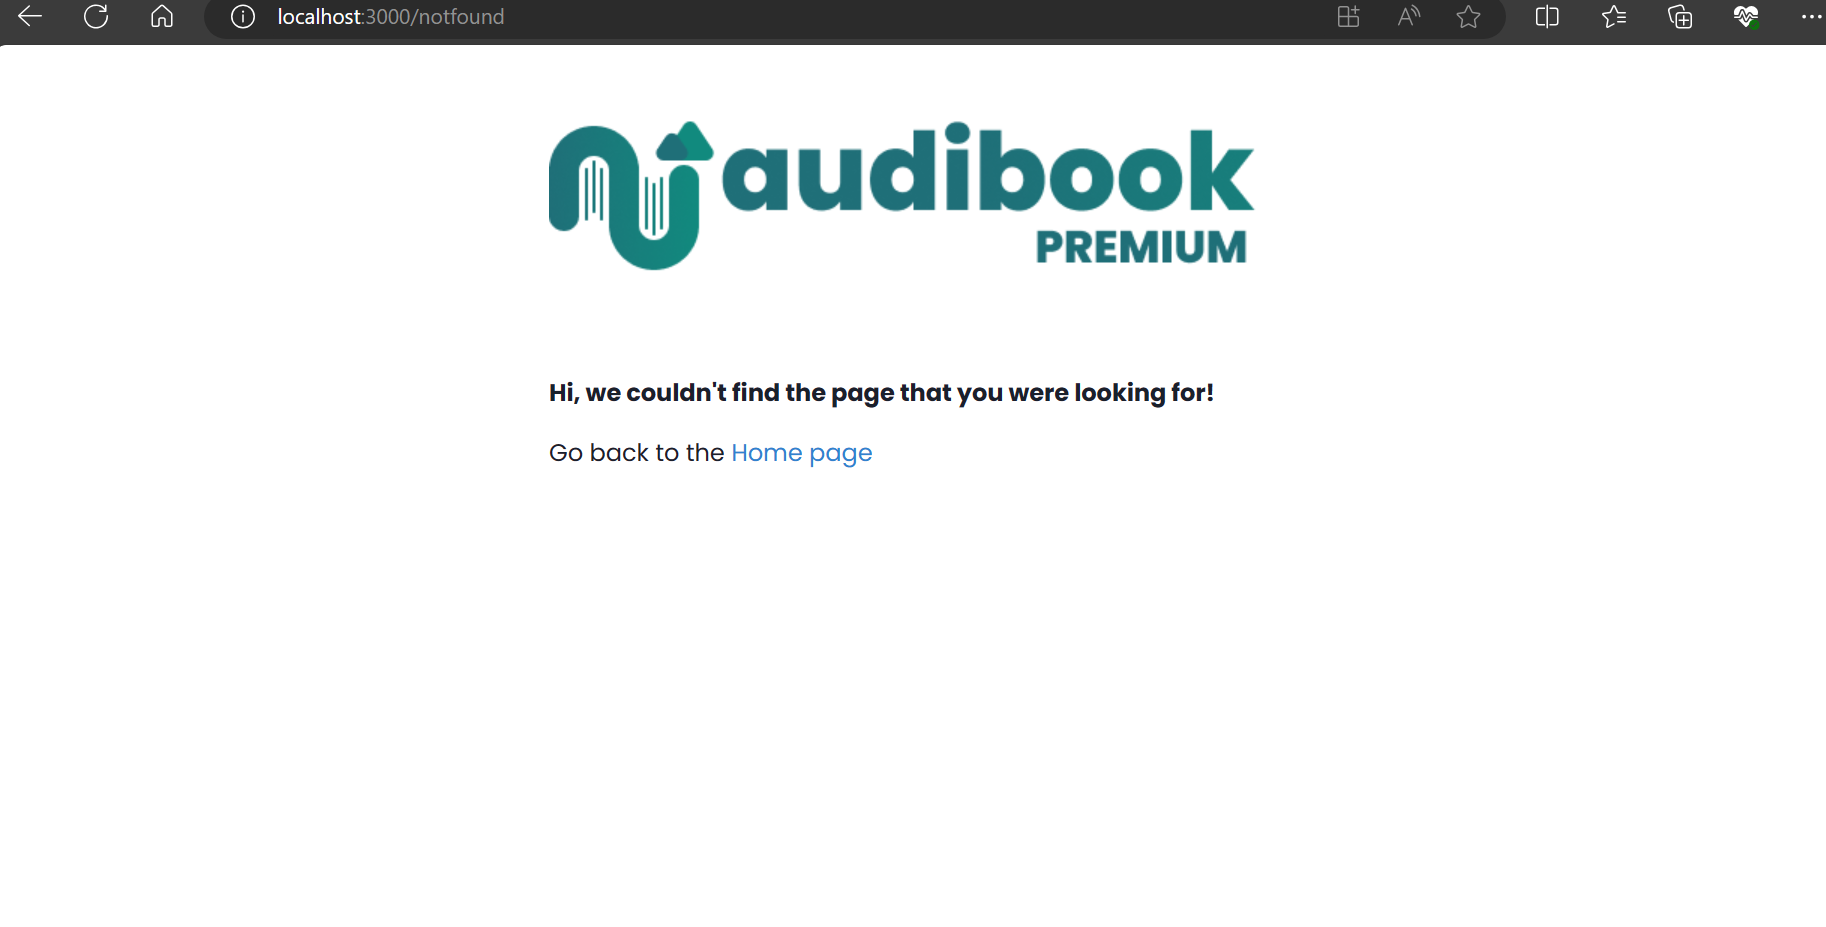 localhost:3000/notfound
audibook
PREMIUM
Hi, we couldn't find the page that you were looking for!
Go back to the Home page